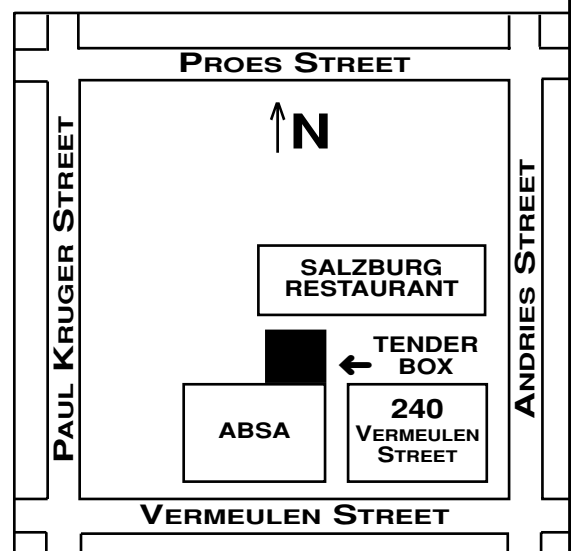 PROES STREET
N
PAUL KRUGER STREET
ANDRIES STREET
SALZBURG
RESTAURANT
TENDER
BOX
ABSA
240
VERMEULEN
STREET
VERMEULEN STREET